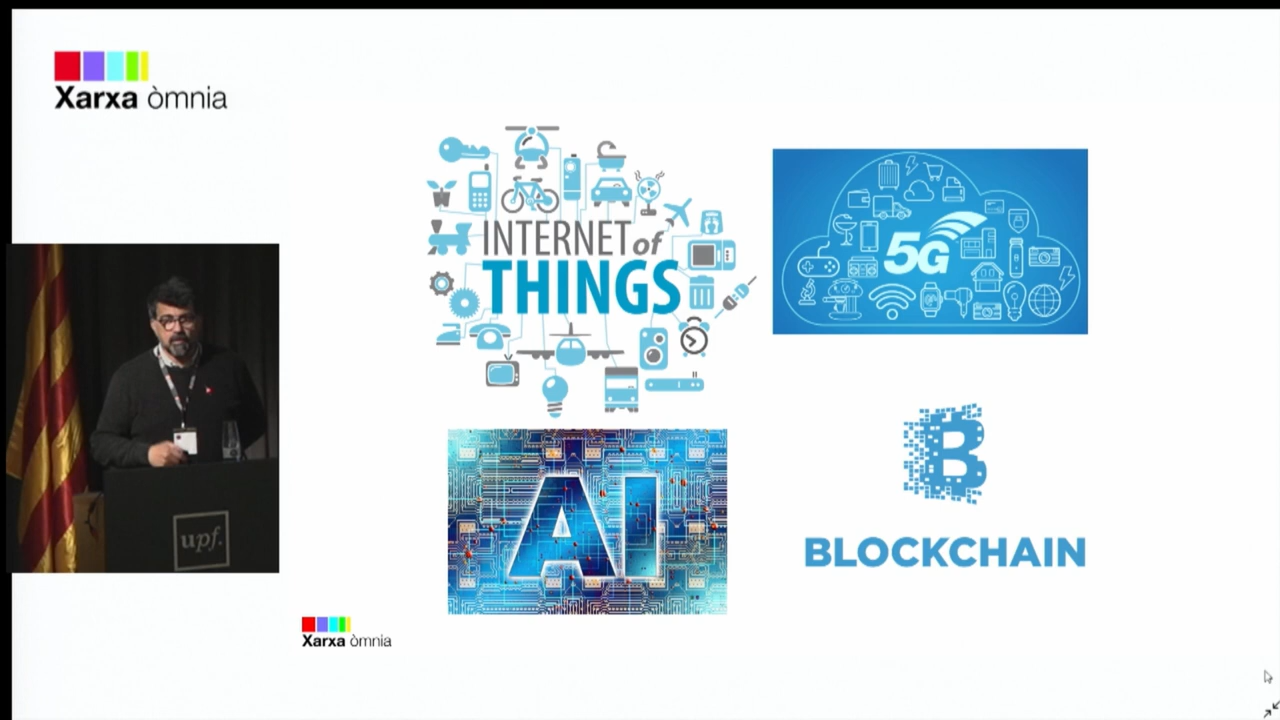 Xarxa òmnia
INTERNET of
THINGS
5G
upf.
AI
B
BLOCKCHAIN
Xarxa òmnia